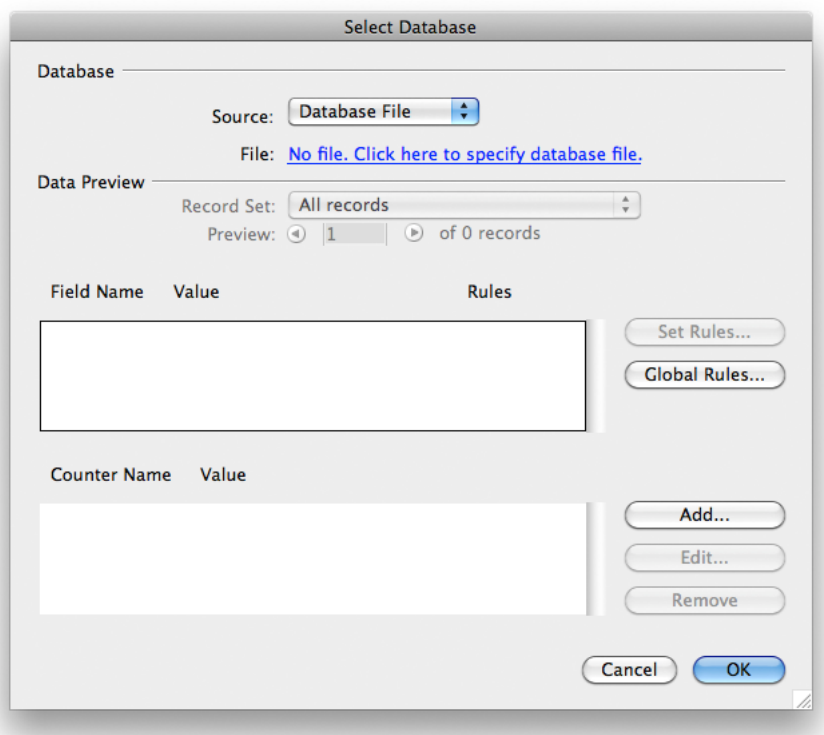 Select Database
Database
Source: Database File
File: No file. Click here to specify database file.
Data Preview
Record Set: All records
Preview: 1 of 0 records
Field Name Value Rules
Set Rules...
Global Rules...
Counter Name Value
Add...
Edit...
Remove
Cancel OK